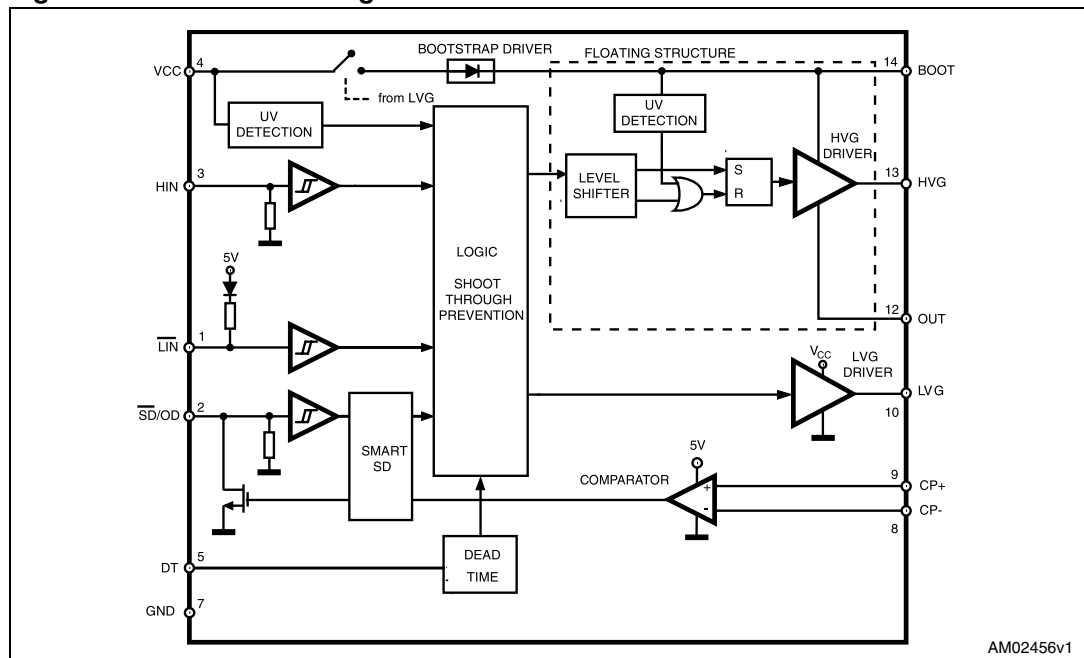 BOOTSTRAP DRIVER
FLOATING STRUCTURE
VCC
4
14
BOOT
from LVG
UV
DETECTION
UV
DETECTION
HVG
DRIVER
HIN
3
13
HVG
LEVEL
SHIFTER
S
R
LOGIC
SHOOT
THROUGH
PREVENTION
5V
12
OUT
LIN
1
VCC
LVG
DRIVER
LVG
10
SD/OD
2
SMART
SD
5V
COMPARATOR
+
-
9
CP+
CP-
8
DT
5
DEAD
TIME
GND
7
AM02456v1